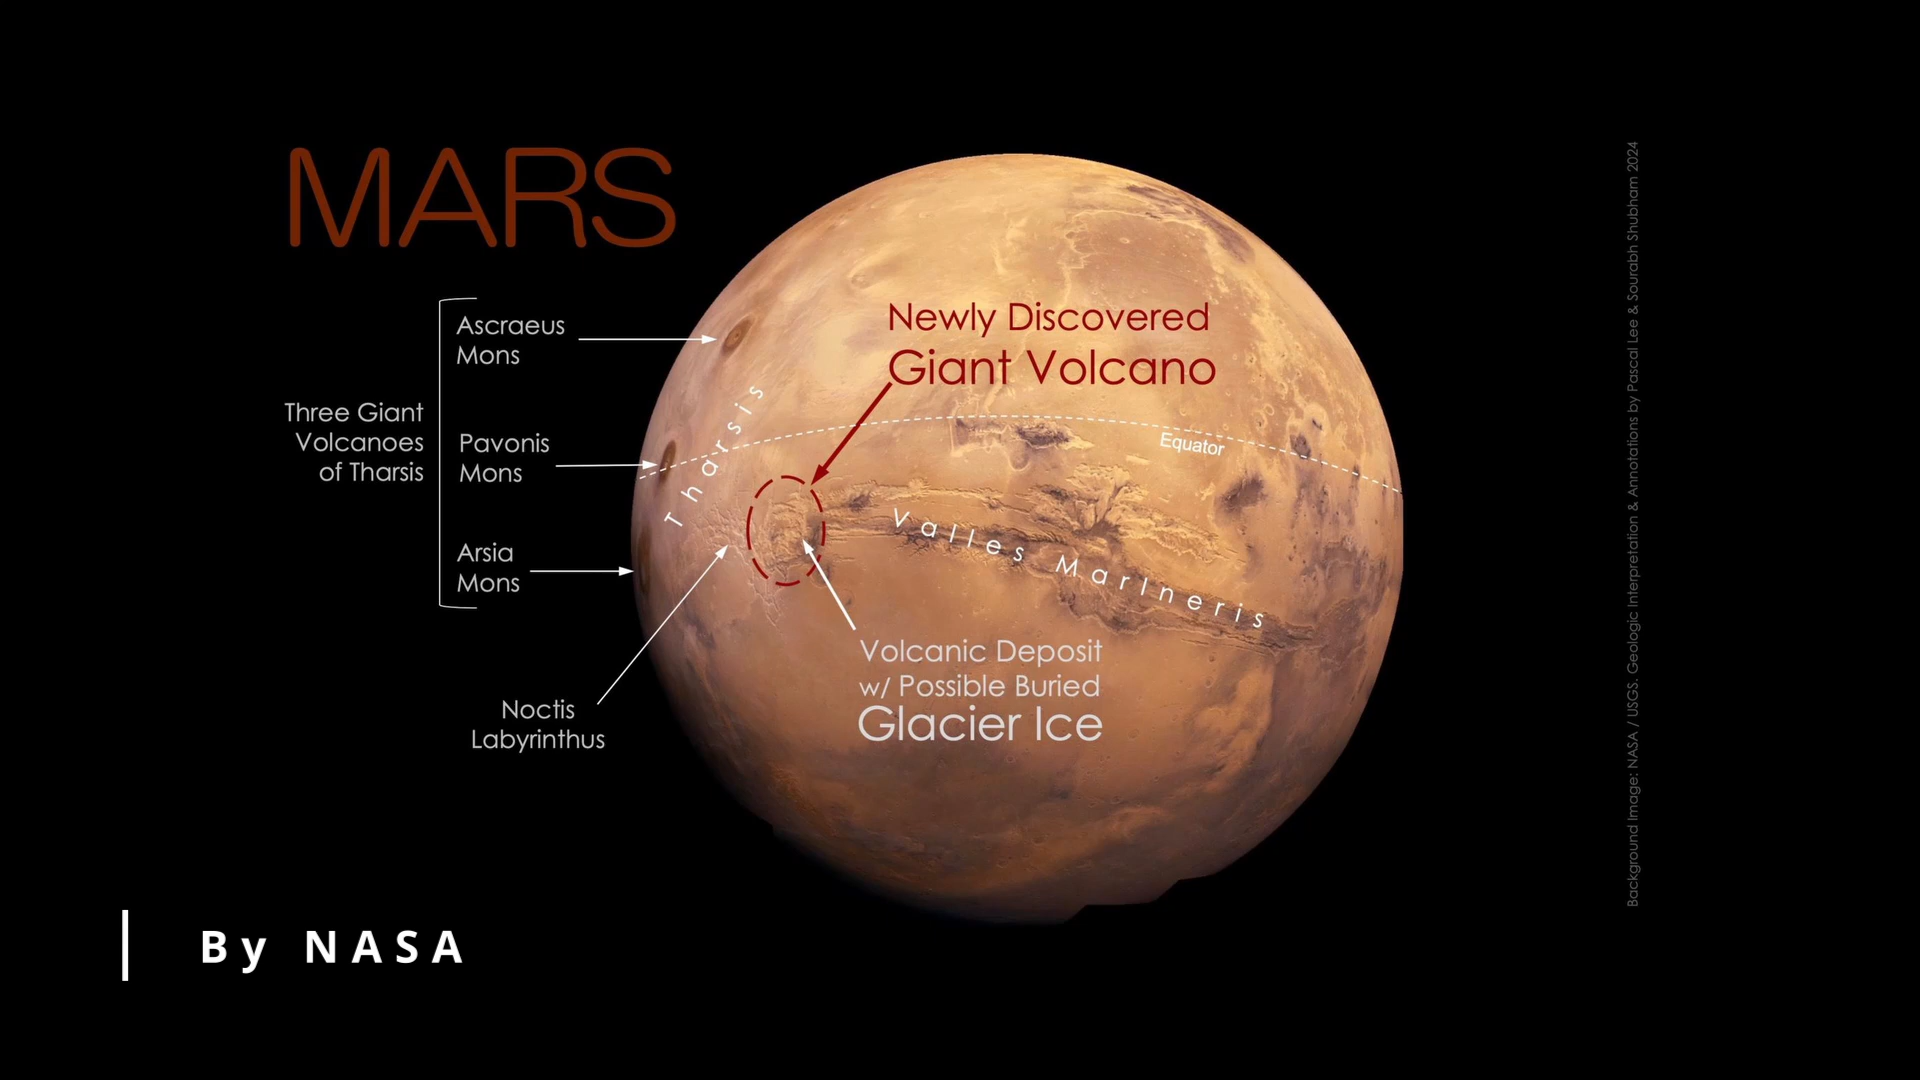 MARS
Ascraeus
Mons
Three Giant
Volcanoes
of Tharsis
Pavonis
Mons
Arsia
Mons
Noctis
Labyrinthus
Tharsis
Newly Discovered
Giant Volcano
Equator
Valles MarIneris
Volcanic Deposit
w/ Possible Buried
Glacier Ice
Background Image: NASA / USGS. Geologic Interpretation & Annotations by Pascal Lee & Sourabh Shubham 2024
By NASA